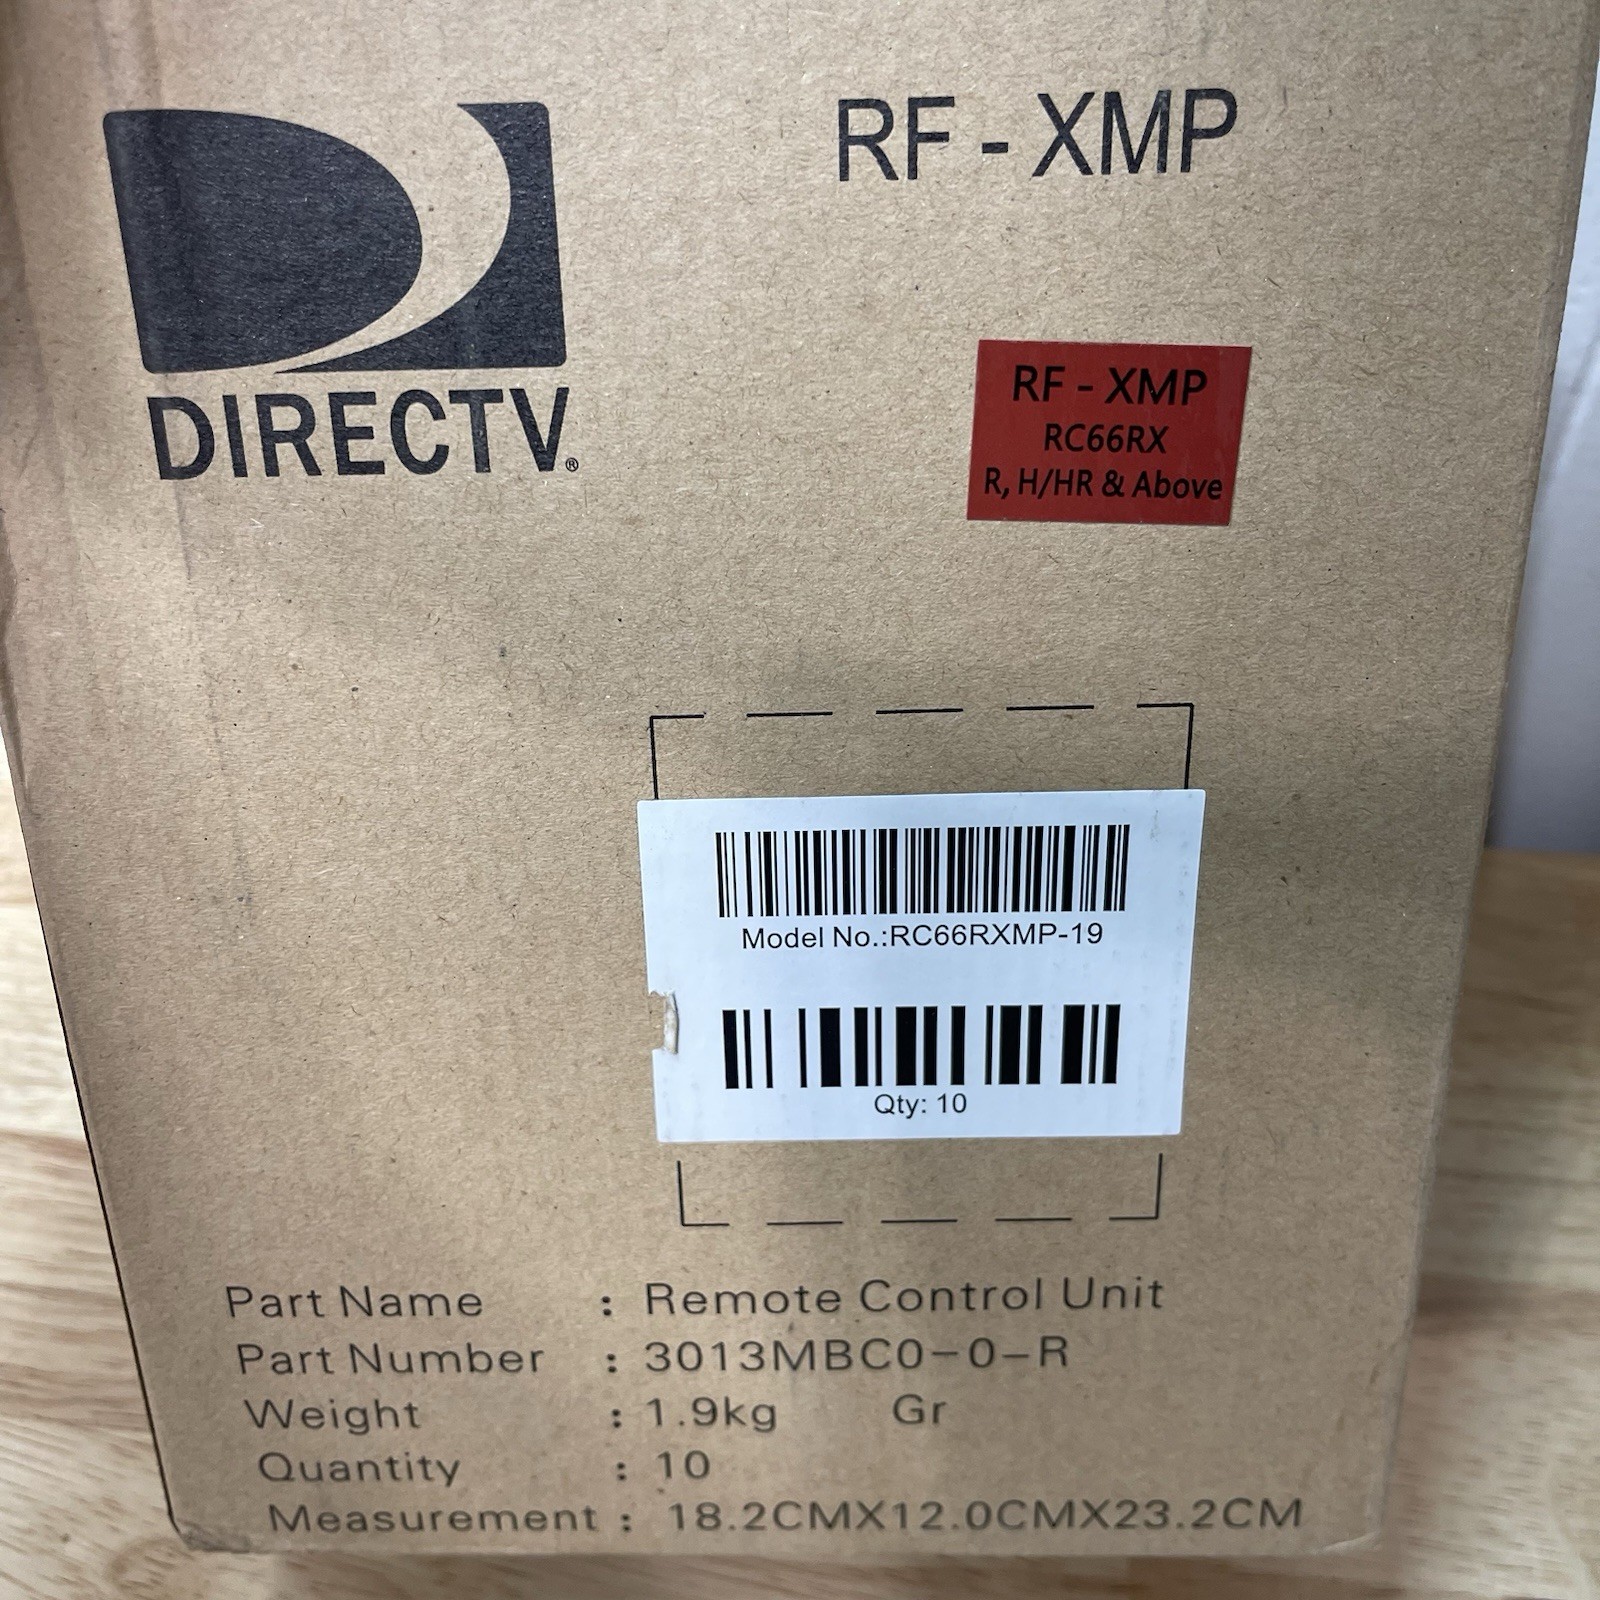 RF - XMP
DIRECTV®
RF - XMP
RC66RX
R, H/HR & Above
Model No.:RC66RXMP-19
Qty: 10
Part Name : Remote Control Unit
Part Number : 3013MBC0-0-R
Weight : 1.9kg Gr
Quantity : 10
Measurement : 18.2CMX12.0CMX23.2CM